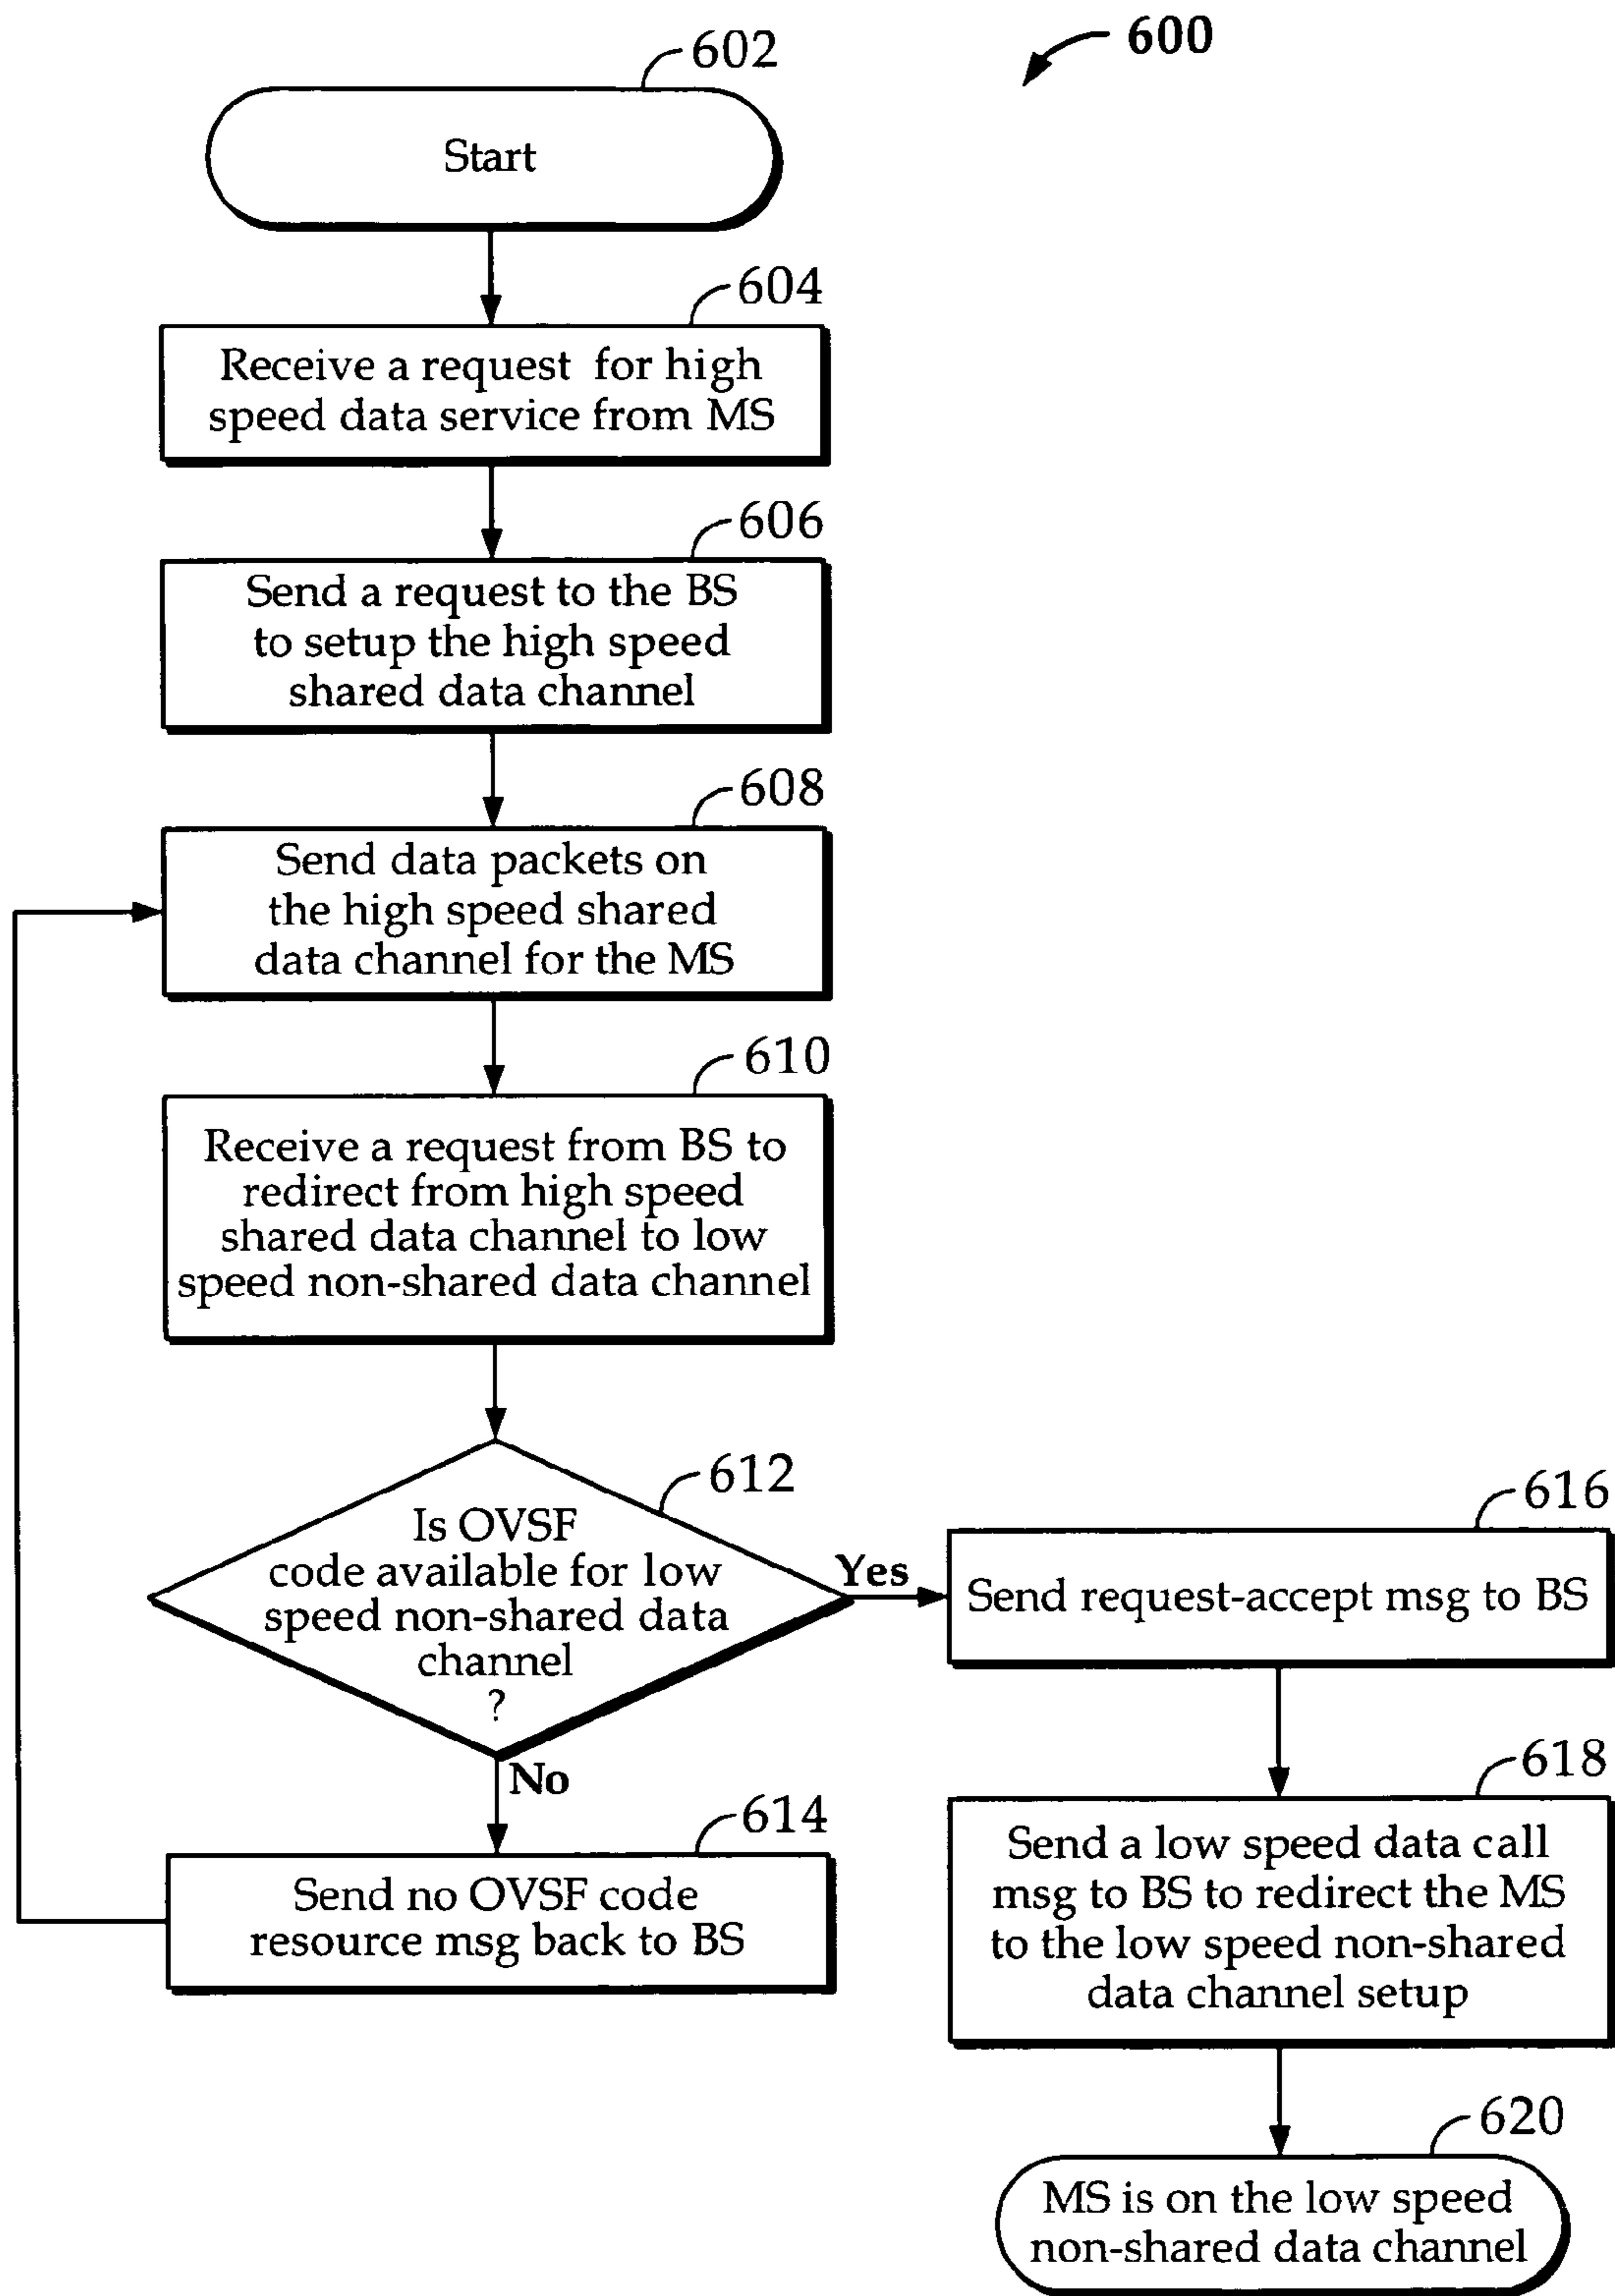 600
602
Start
604
Receive a request for high
speed data service from MS
606
Send a request to the BS
to setup the high speed
shared data channel
608
Send data packets on
the high speed shared
data channel for the MS
610
Receive a request from BS to
redirect from high speed
shared data channel to low
speed non-shared data channel
612
Is OVSF
code available for low
speed non-shared data
channel
?
Yes
No
614
Send no OVSF code
resource msg back to BS
616
Send request-accept msg to BS
618
Send a low speed data call
msg to BS to redirect the MS
to the low speed non-shared
data channel setup
620
MS is on the low speed
non-shared data channel